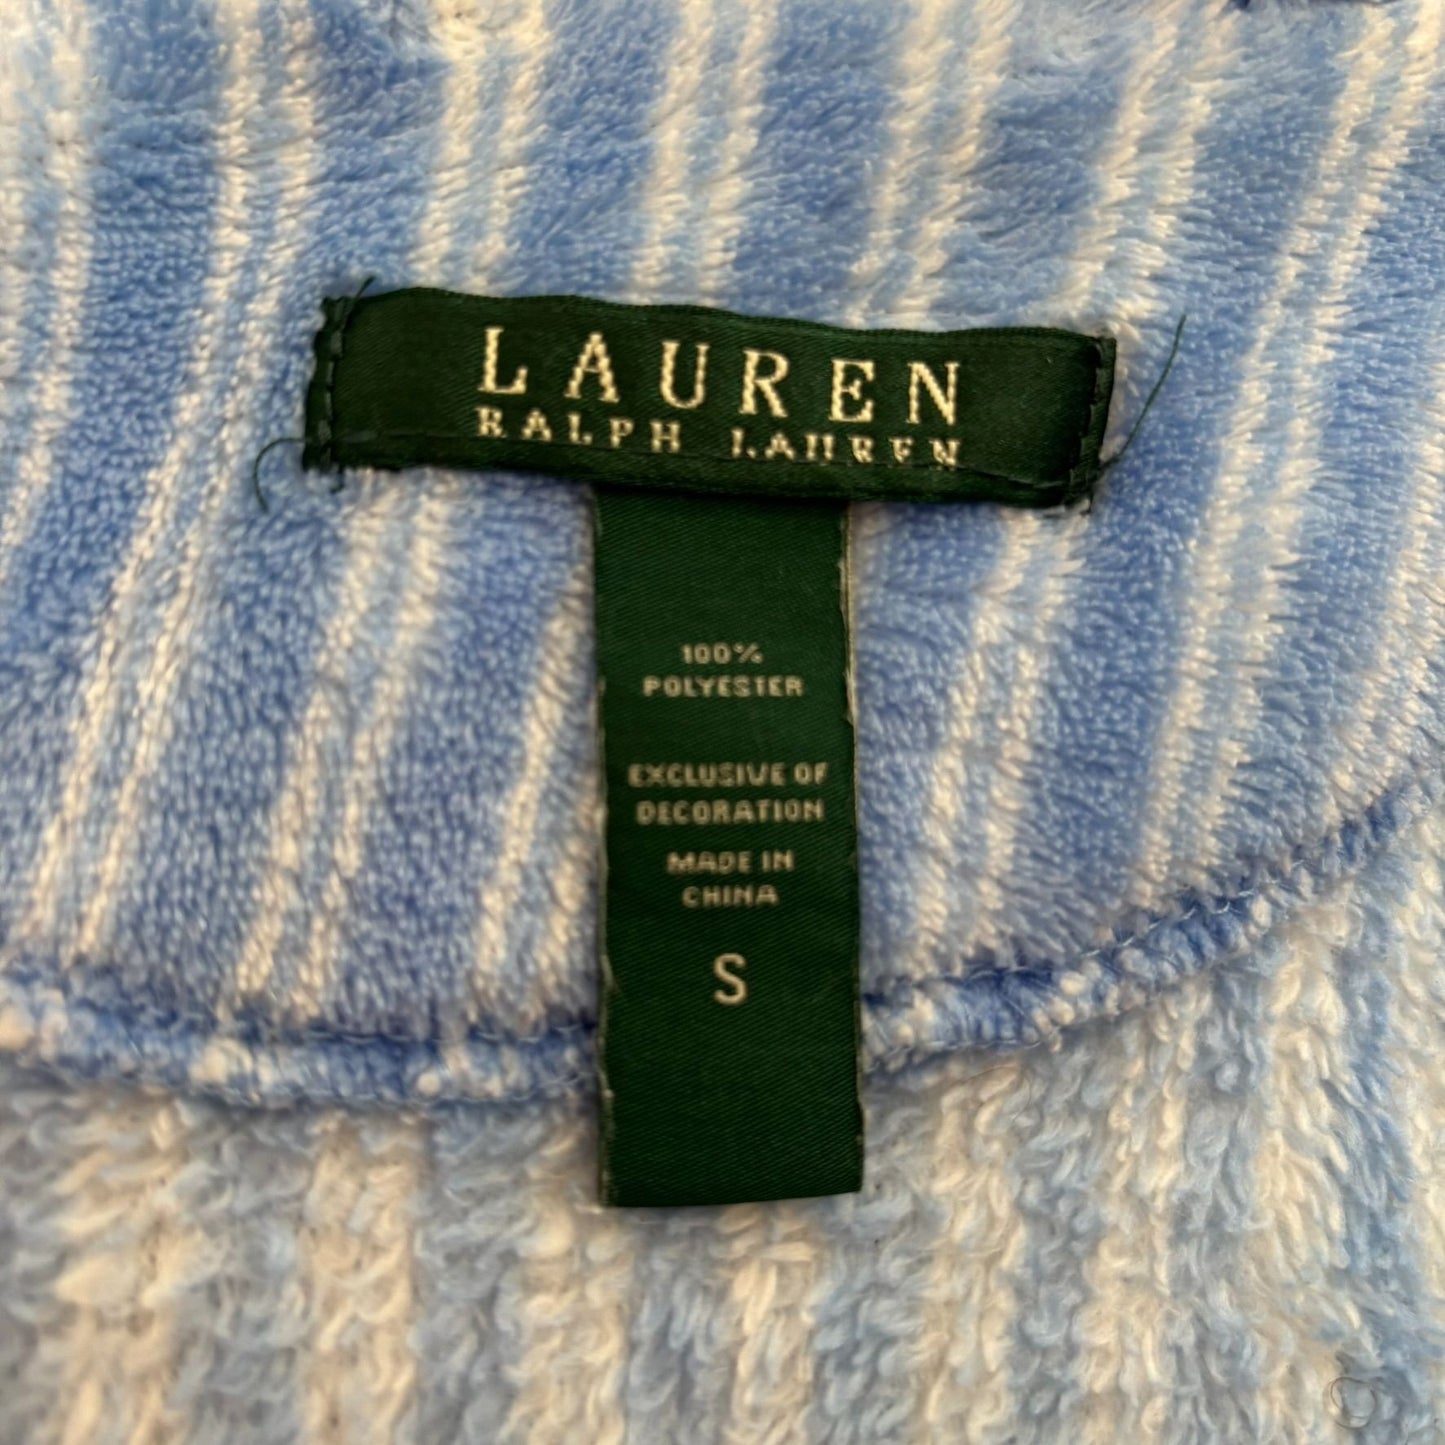 LAUREN
RALPH LAUREN
100%
POLYESTER
EXCLUSIVE OF
DECORATION
MADE IN
CHINA
S